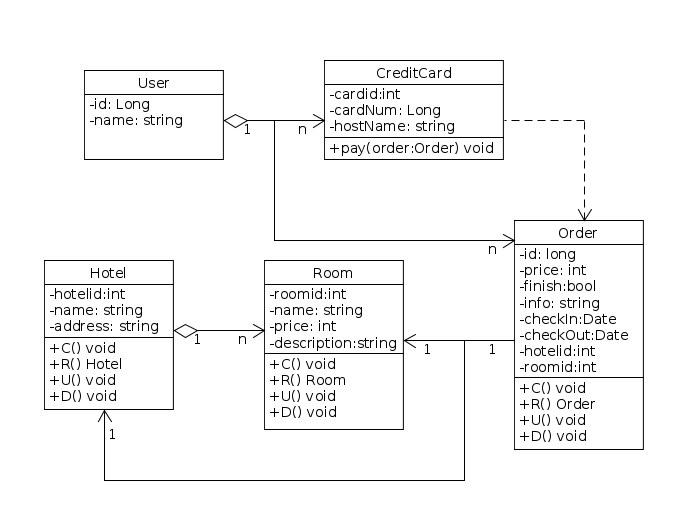 User
-id: Long
-name: string
1
n
CreditCard
-cardid:int
-cardNum: Long
-hostName: string
+pay(order:Order) void
n
Order
-id: long
-price: int
-finish:bool
-info: string
-checkIn:Date
-checkOut:Date
-hotelid:int
-roomid:int
+C() void
+R() Order
+U() void
+D() void
Hotel
-hotelid:int
-name: string
-address: string
+C() void
+R() Hotel
+U() void
+D() void
1
n
Room
-roomid:int
-name: string
-price: int
-description:string
+C() void
+R() Room
+U() void
+D() void
1
1
1